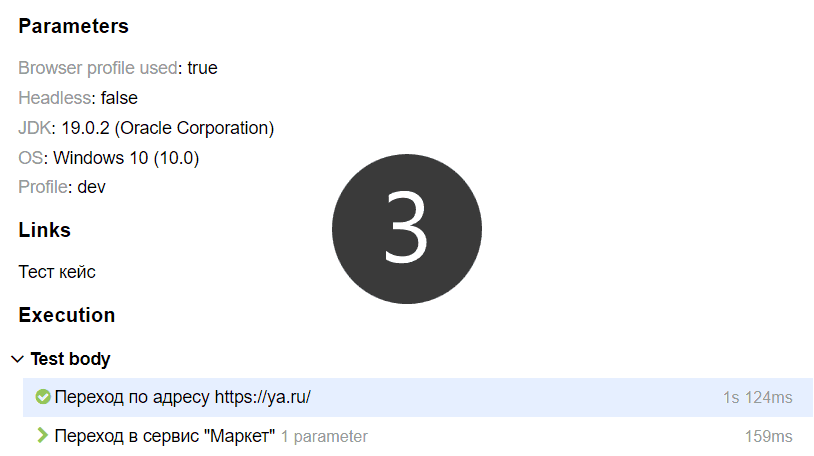 Parameters
Browser profile used: true
Headless: false
JDK: 19.0.2 (Oracle Corporation)
OS: Windows 10 (10.0)
Profile: dev
3
Links
Тест кейс
Execution
Test body
Переход по адресу https://ya.ru/ 1s 124ms
Переход в сервис "Маркет" 1 parameter 159ms